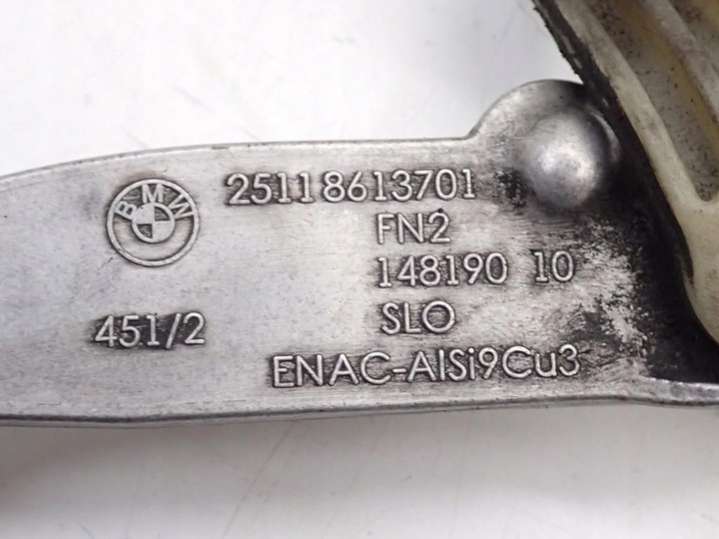 BMW
25118613701
FN2
148190 10
SLO
451/2
ENAC-AlSi9Cu3